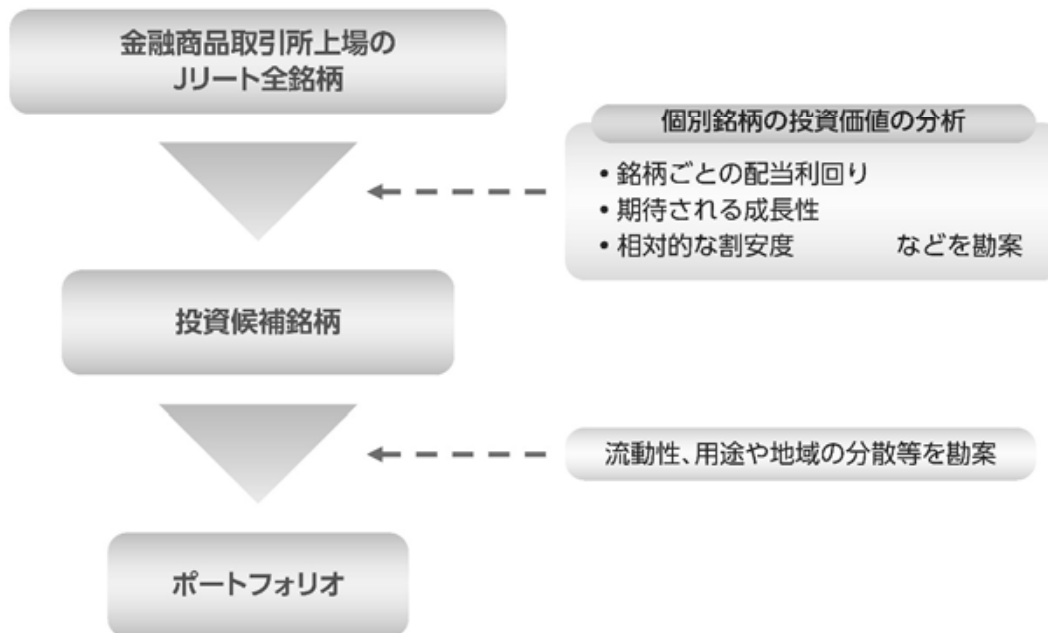 金融商品取引所上場の
Jリート全銘柄
個別銘柄の投資価値の分析
• 銘柄ごとの配当利回り
• 期待される成長性
• 相対的な割安度 などを勘案
投資候補銘柄
流動性、用途や地域の分散等を勘案
ポートフォリオ